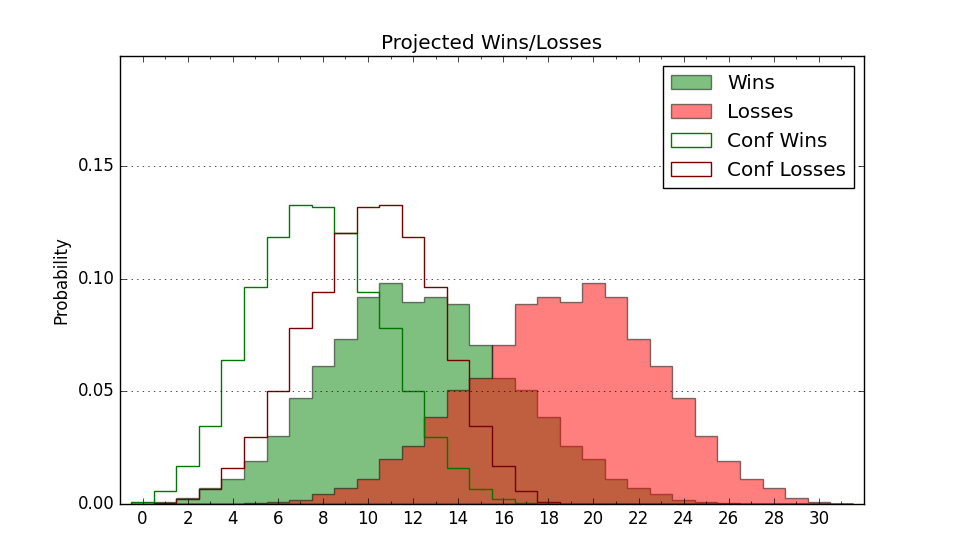 Projected Wins/Losses
Wins
Losses
Conf Wins
Conf Losses
Probability
0.15
0.10
0.05
0.00
0 2 4 6 8 10 12 14 16 18 20 22 24 26 28 30